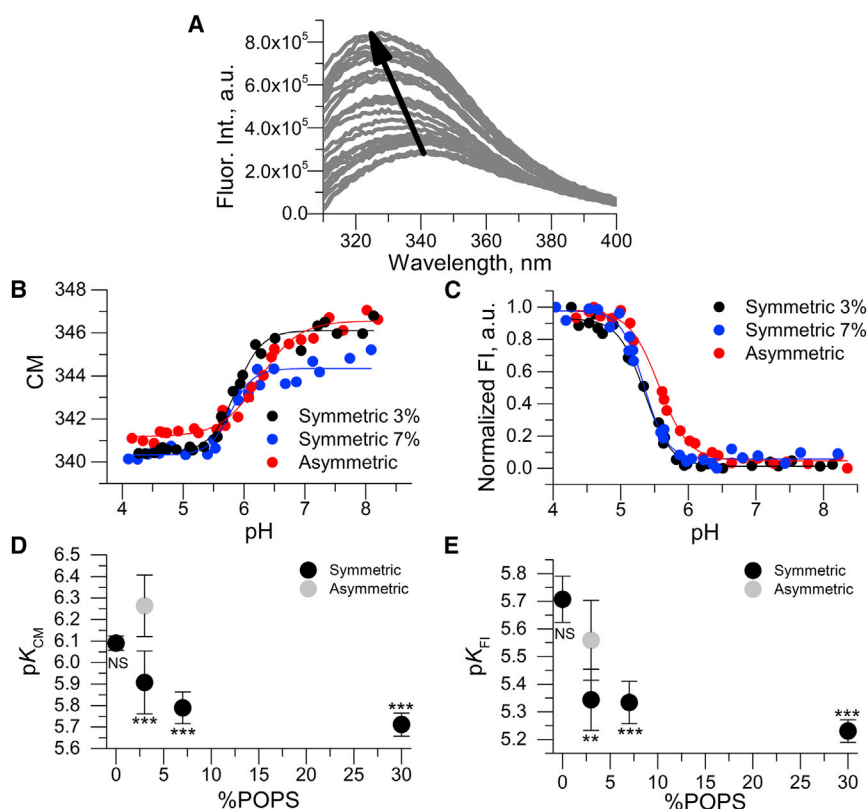 A
Fluor. Int., a.u.
8.0x10⁵
6.0x10⁵
4.0x10⁵
2.0x10⁵
0.0
320 340 360 380 400
Wavelength, nm
B
CM
348
346
344
342
340
4 5 6 7 8
pH
Symmetric 3%
Symmetric 7%
Asymmetric
C
Normalized FI, a.u.
1.0
0.8
0.6
0.4
0.2
0.0
4 5 6 7 8
pH
Symmetric 3%
Symmetric 7%
Asymmetric
D
pK_CM
6.5
6.4
6.3
6.2
6.1
6.0
5.9
5.8
5.7
5.6
0 5 10 15 20 25 30
%POPS
Symmetric
Asymmetric
NS
***
***
***
E
pK_FI
5.8
5.7
5.6
5.5
5.4
5.3
5.2
0 5 10 15 20 25 30
%POPS
Symmetric
Asymmetric
NS
**
***
***